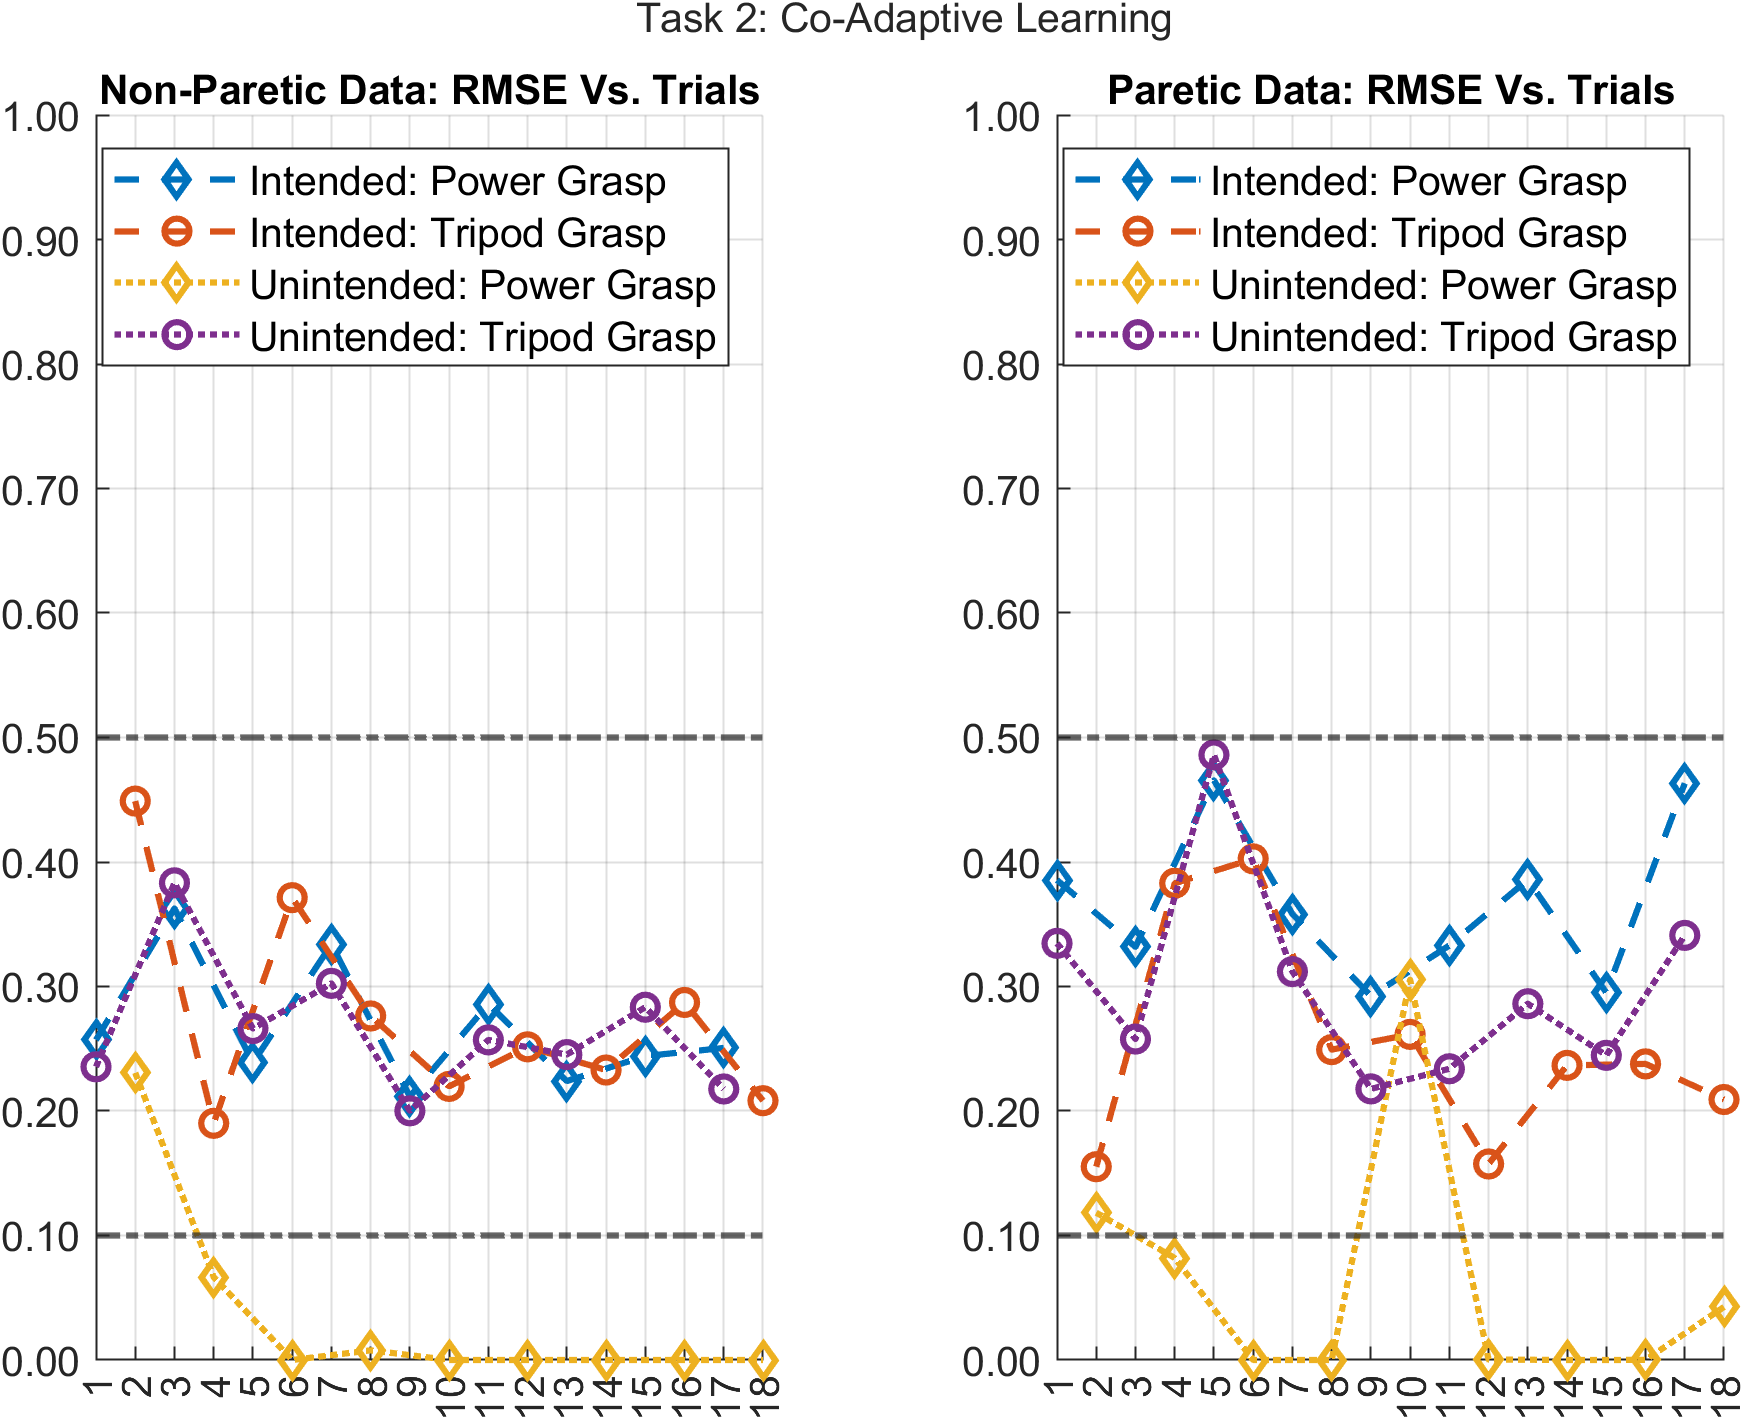 Task 2: Co-Adaptive Learning
Non-Paretic Data: RMSE Vs. Trials
1.00
0.90
0.80
0.70
0.60
0.50
0.40
0.30
0.20
0.10
0.00
Intended: Power Grasp
Intended: Tripod Grasp
Unintended: Power Grasp
Unintended: Tripod Grasp
1 2 3 4 5 6 7 8 9 10 11 12 13 14 15 16 17 18
Paretic Data: RMSE Vs. Trials
1.00
0.90
0.80
0.70
0.60
0.50
0.40
0.30
0.20
0.10
0.00
Intended: Power Grasp
Intended: Tripod Grasp
Unintended: Power Grasp
Unintended: Tripod Grasp
1 2 3 4 5 6 7 8 9 10 11 12 13 14 15 16 17 18